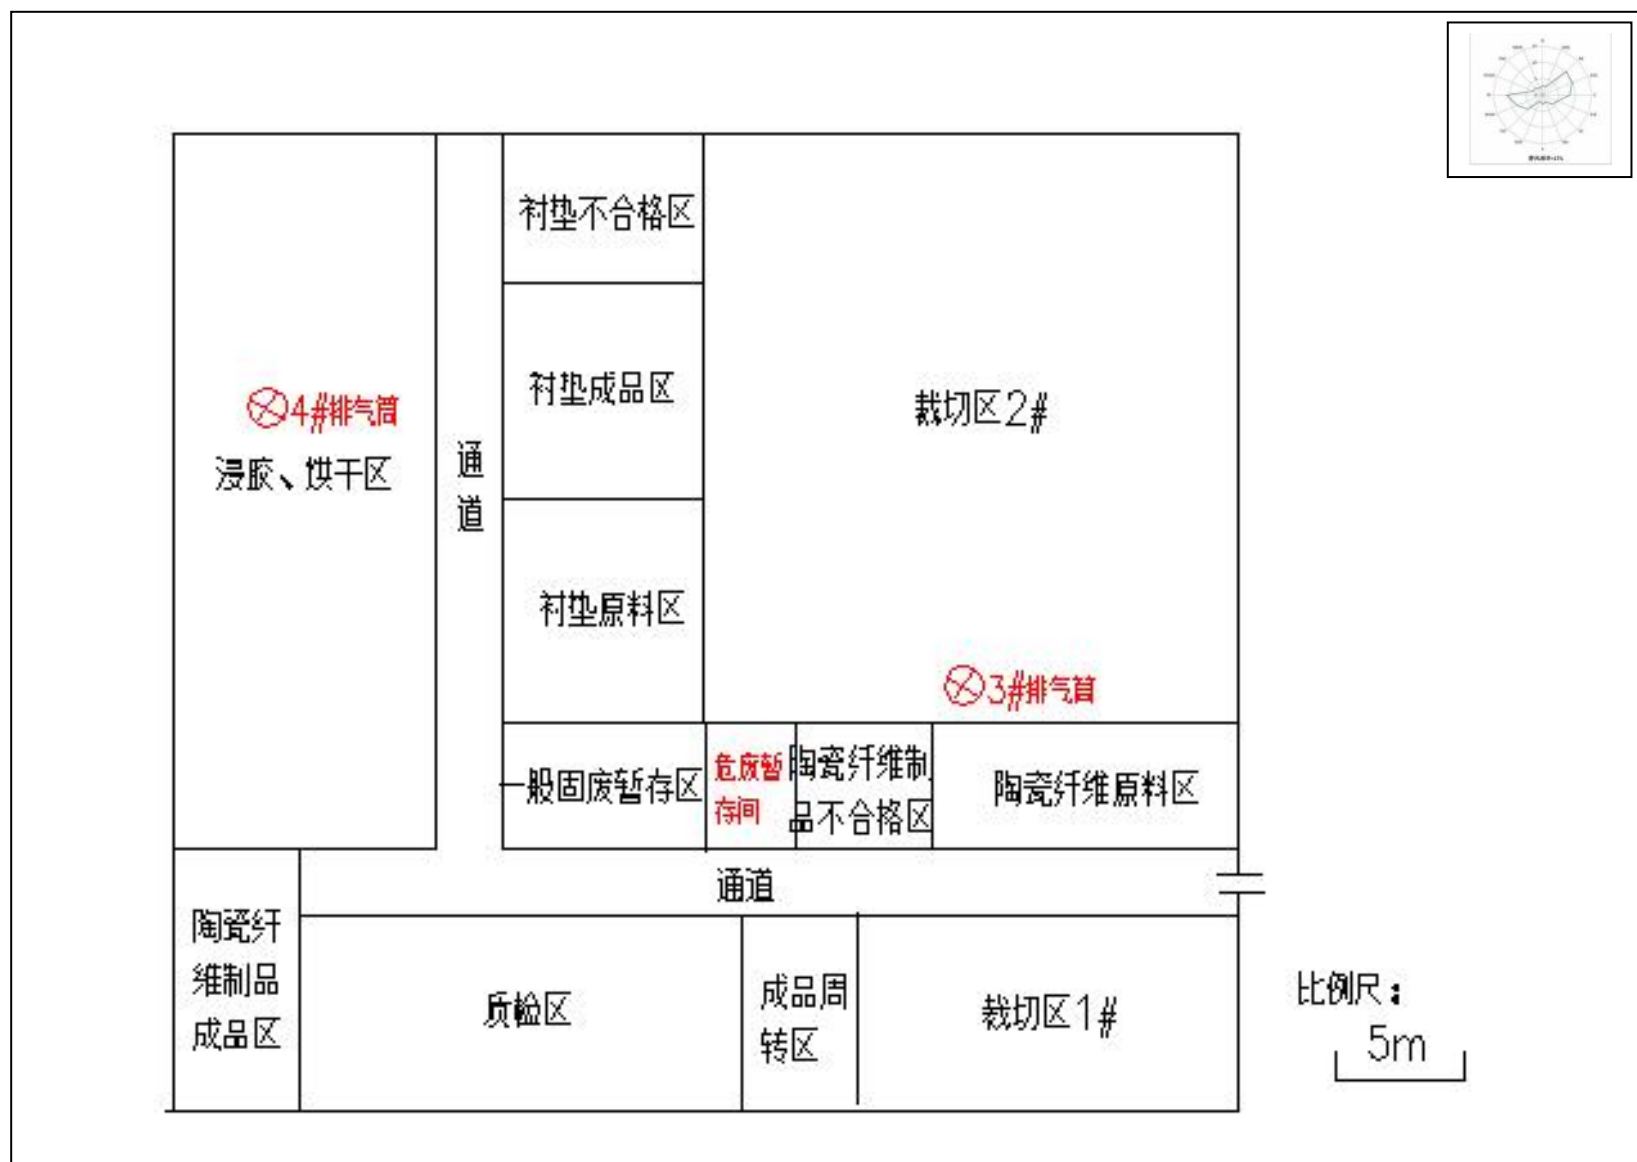 衬垫不合格区
衬垫成品区
裁切区2#
4#排气筒
浸胶、烘干区
通
道
衬垫原料区
3#排气筒
一般固废暂存区
危废暂
存间
陶瓷纤维制
品不合格区
陶瓷纤维原料区
通道
陶瓷纤
维制品
成品区
质检区
成品周
转区
裁切区1#
比例尺：
5m